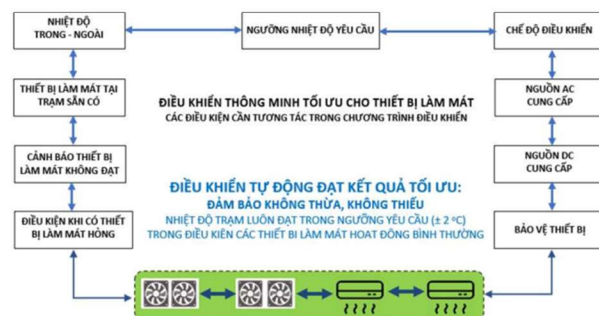 NHIỆT ĐỘ
TRONG - NGOÀI
NGƯỠNG NHIỆT ĐỘ YÊU CẦU
CHẾ ĐỘ ĐIỀU KHIỂN
THIẾT BỊ LÀM MÁT TẠI
TRẠM SẴN CÓ
ĐIỀU KHIỂN THÔNG MINH TỐI ƯU CHO THIẾT BỊ LÀM MÁT
CÁC ĐIỀU KIỆN CẦN TƯƠNG TÁC TRONG CHƯƠNG TRÌNH ĐIỀU KHIỂN
NGUỒN AC
CUNG CẤP
CẢNH BÁO THIẾT BỊ
LÀM MÁT KHÔNG ĐẠT
NGUỒN DC
CUNG CẤP
ĐIỀU KHIỂN TỰ ĐỘNG ĐẠT KẾT QUẢ TỐI ƯU:
ĐẢM BẢO KHÔNG THỪA, KHÔNG THIẾU
NHIỆT ĐỘ TRẠM LUÔN ĐẠT TRONG NGƯỠNG YÊU CẦU (± 2 ºC)
TRONG ĐIỀU KIÊN CÁC THIẾT BI LÀM MÁT HOAT ĐÔNG BÌNH THƯỜNG
ĐIỀU KIỆN KHI CÓ THIẾT
BỊ LÀM MÁT HỎNG
BẢO VỆ THIẾT BỊ